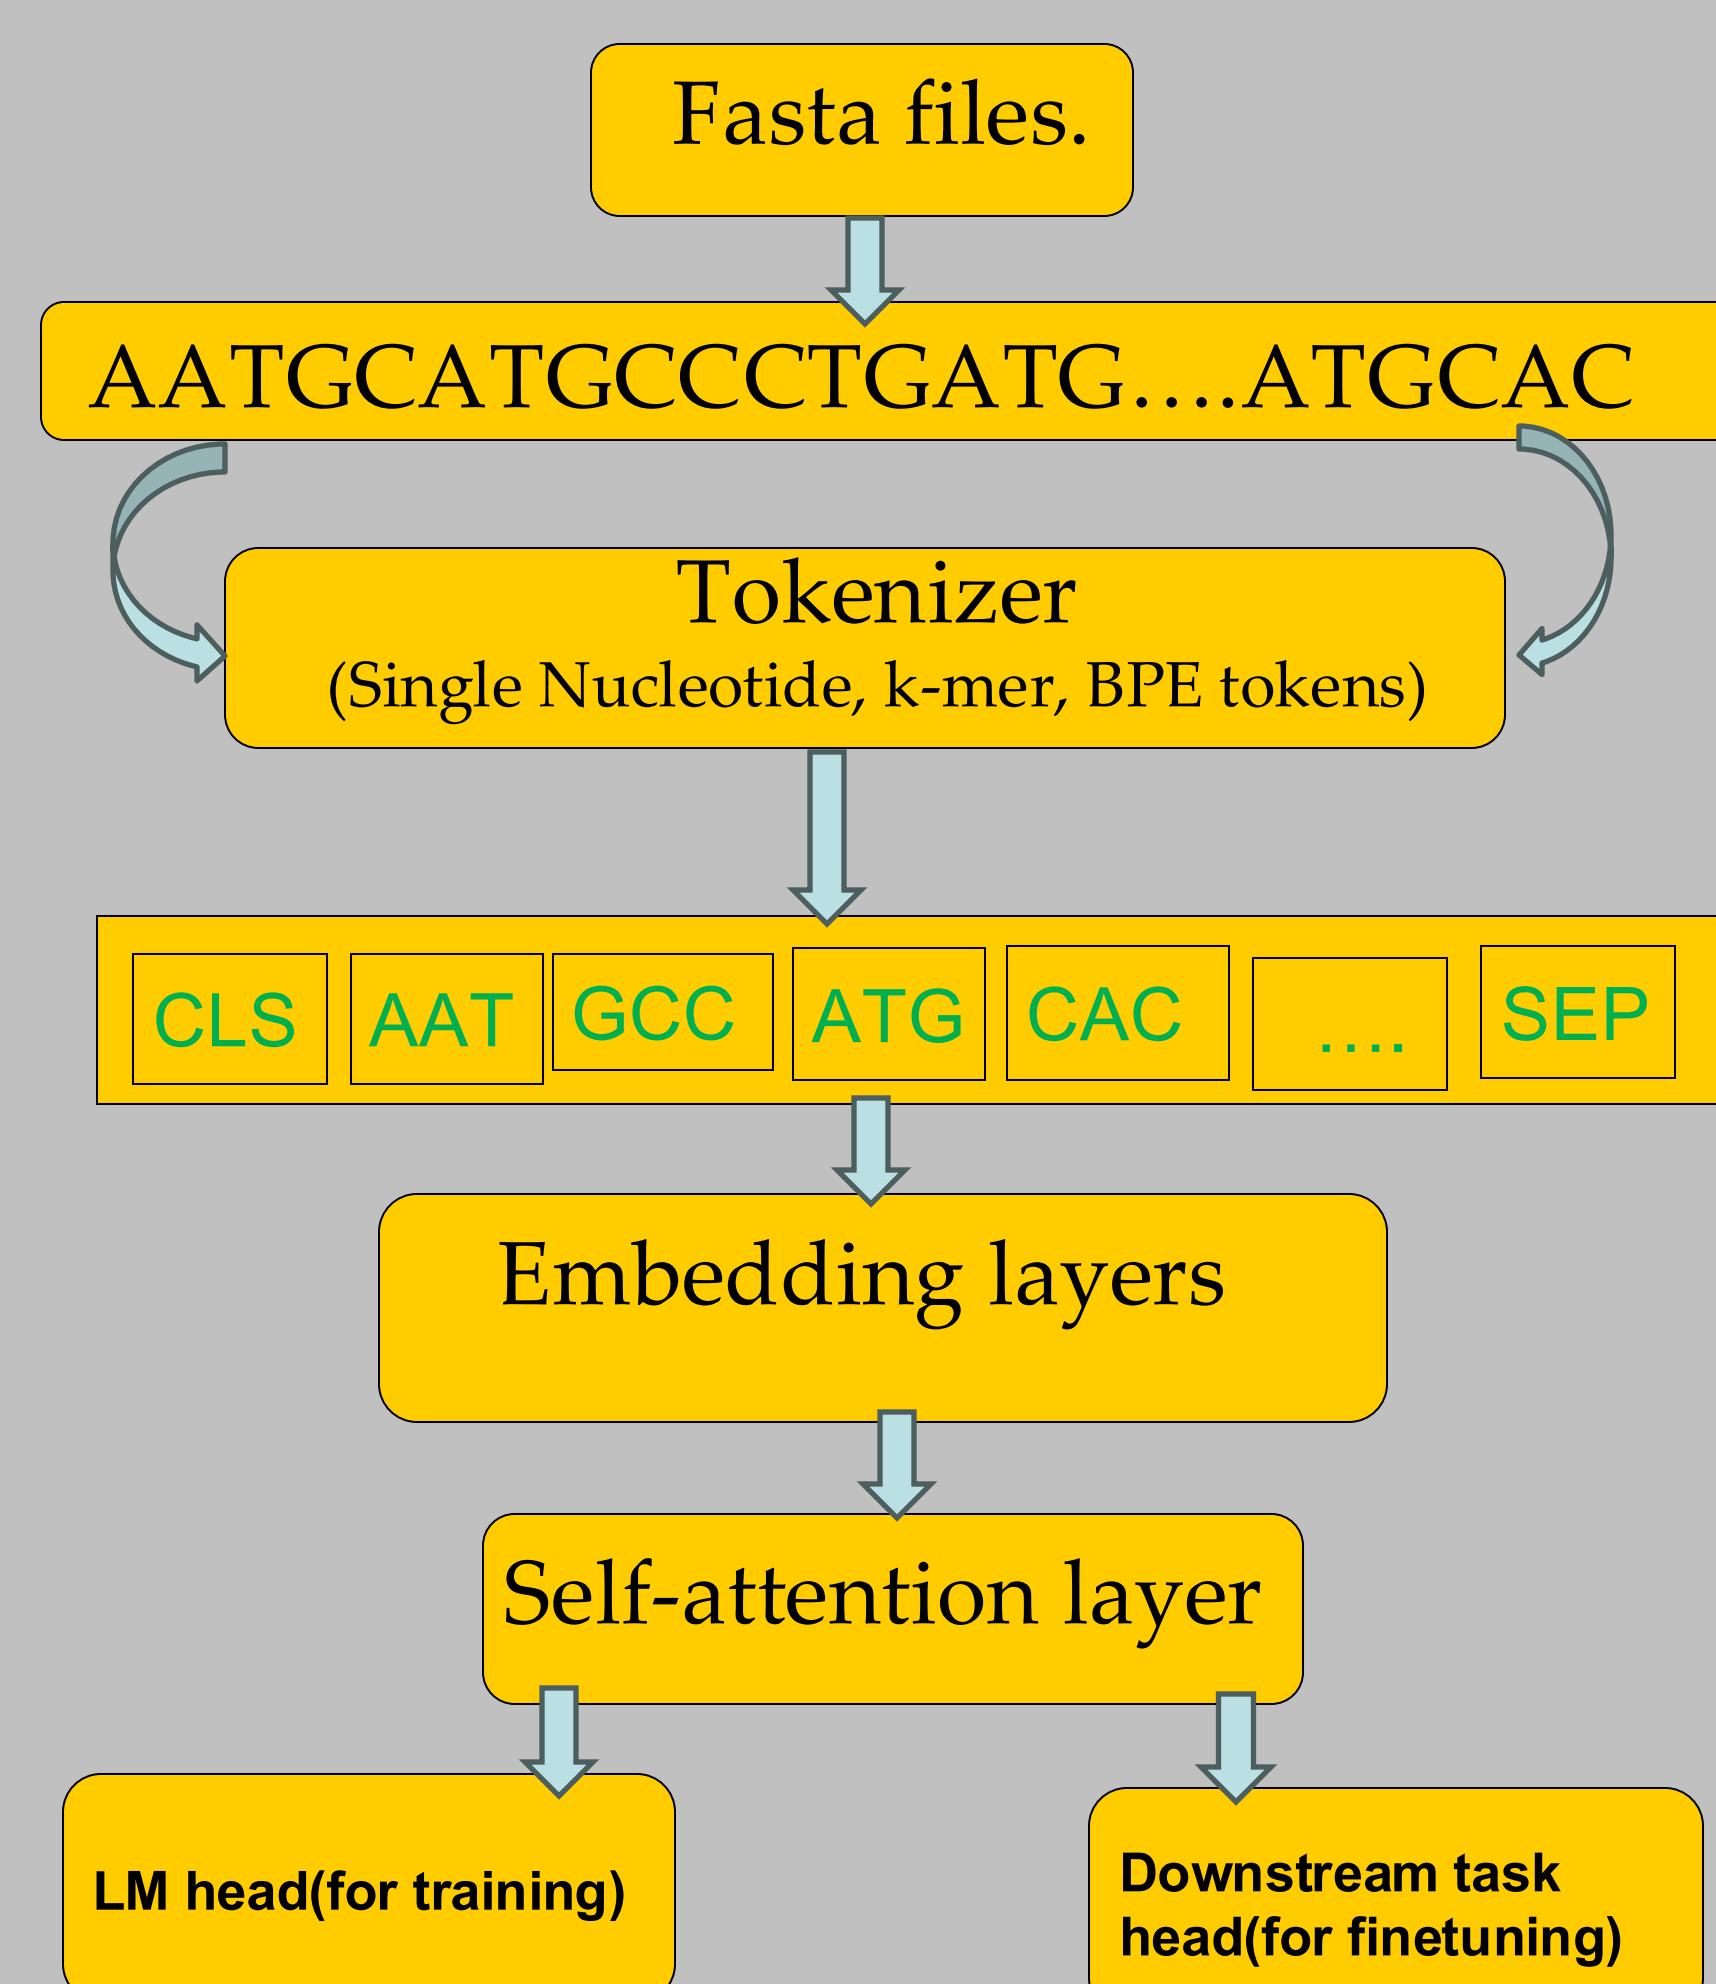 Fasta files.
AATGCATGCCCTGATG....ATGCAC
Tokenizer
(Single Nucleotide, k-mer, BPE tokens)
CLS AAT GCC ATG CAC .... SEP
Embedding layers
Self-attention layer
LM head(for training)
Downstream task
head(for finetuning)